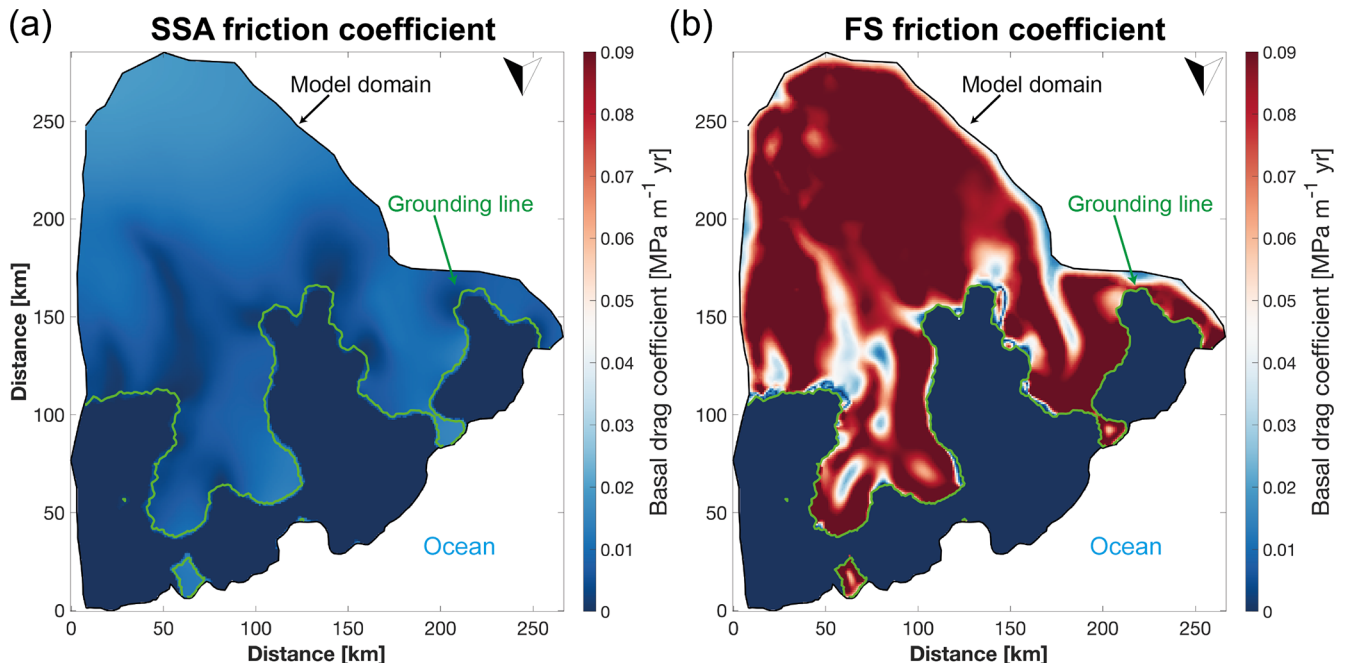 (a) SSA friction coefficient
Model domain
Grounding line
Ocean
Distance [km]
250
200
150
100
50
0
0 50 100 150 200 250
Distance [km]
0.09
0.08
0.07
0.06
0.05
0.04
0.03
0.02
0.01
0
Basal drag coefficient [MPa m⁻¹ yr]
(b) FS friction coefficient
Model domain
Grounding line
Ocean
250
200
150
100
50
0
0 50 100 150 200 250
Distance [km]
0.09
0.08
0.07
0.06
0.05
0.04
0.03
0.02
0.01
0
Basal drag coefficient [MPa m⁻¹ yr]